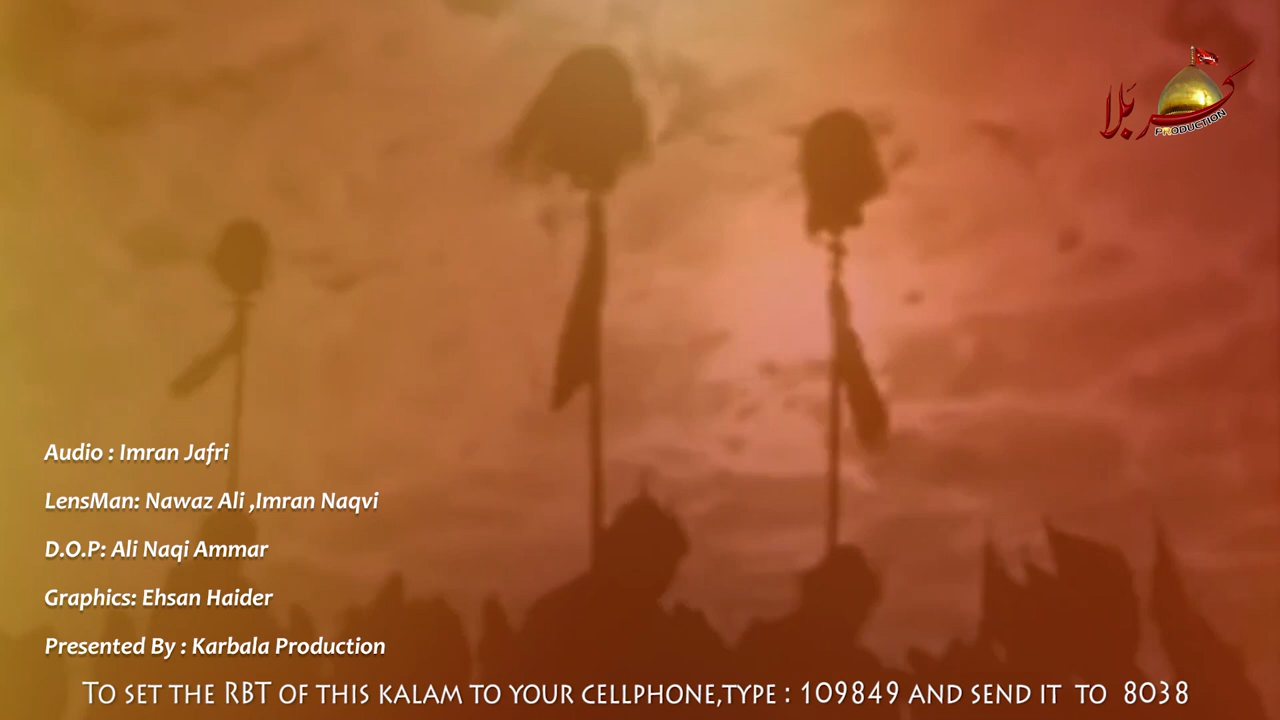 کربلا
PRODUCTION
Audio : Imran Jafri
LensMan: Nawaz Ali ,Imran Naqvi
D.O.P: Ali Naqi Ammar
Graphics: Ehsan Haider
Presented By : Karbala Production
TO SET THE RBT OF THIS KALAM TO YOUR CELLPHONE,TYPE : 109849 AND SEND IT TO 8038